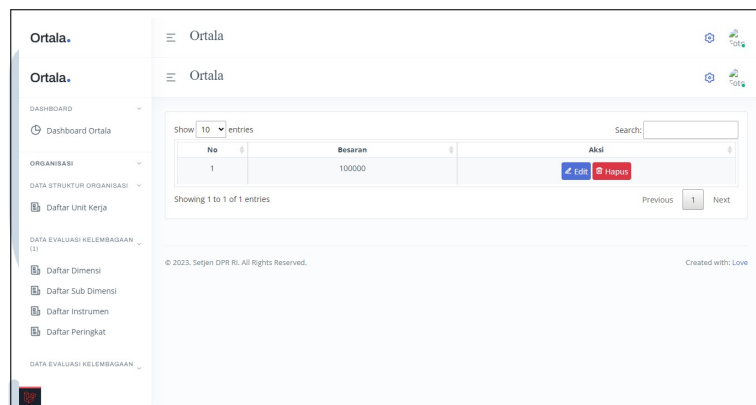 Ortala.
Ortala
Foto
Ortala.
Ortala
Foto
DASHBOARD
Dashboard Ortala
ORGANISASI
DATA STRUKTUR ORGANISASI
Daftar Unit Kerja
DATA EVALUASI KELEMBAGAAN
(1)
Daftar Dimensi
Daftar Sub Dimensi
Daftar Instrumen
Daftar Peringkat
DATA EVALUASI KELEMBAGAAN
Show 10 entries
Search:
No Besaran Aksi
1 100000 Edit Hapus
Showing 1 to 1 of 1 entries
Previous 1 Next
© 2023, Setjen DPR RI. All Rights Reserved.
Created with: Love